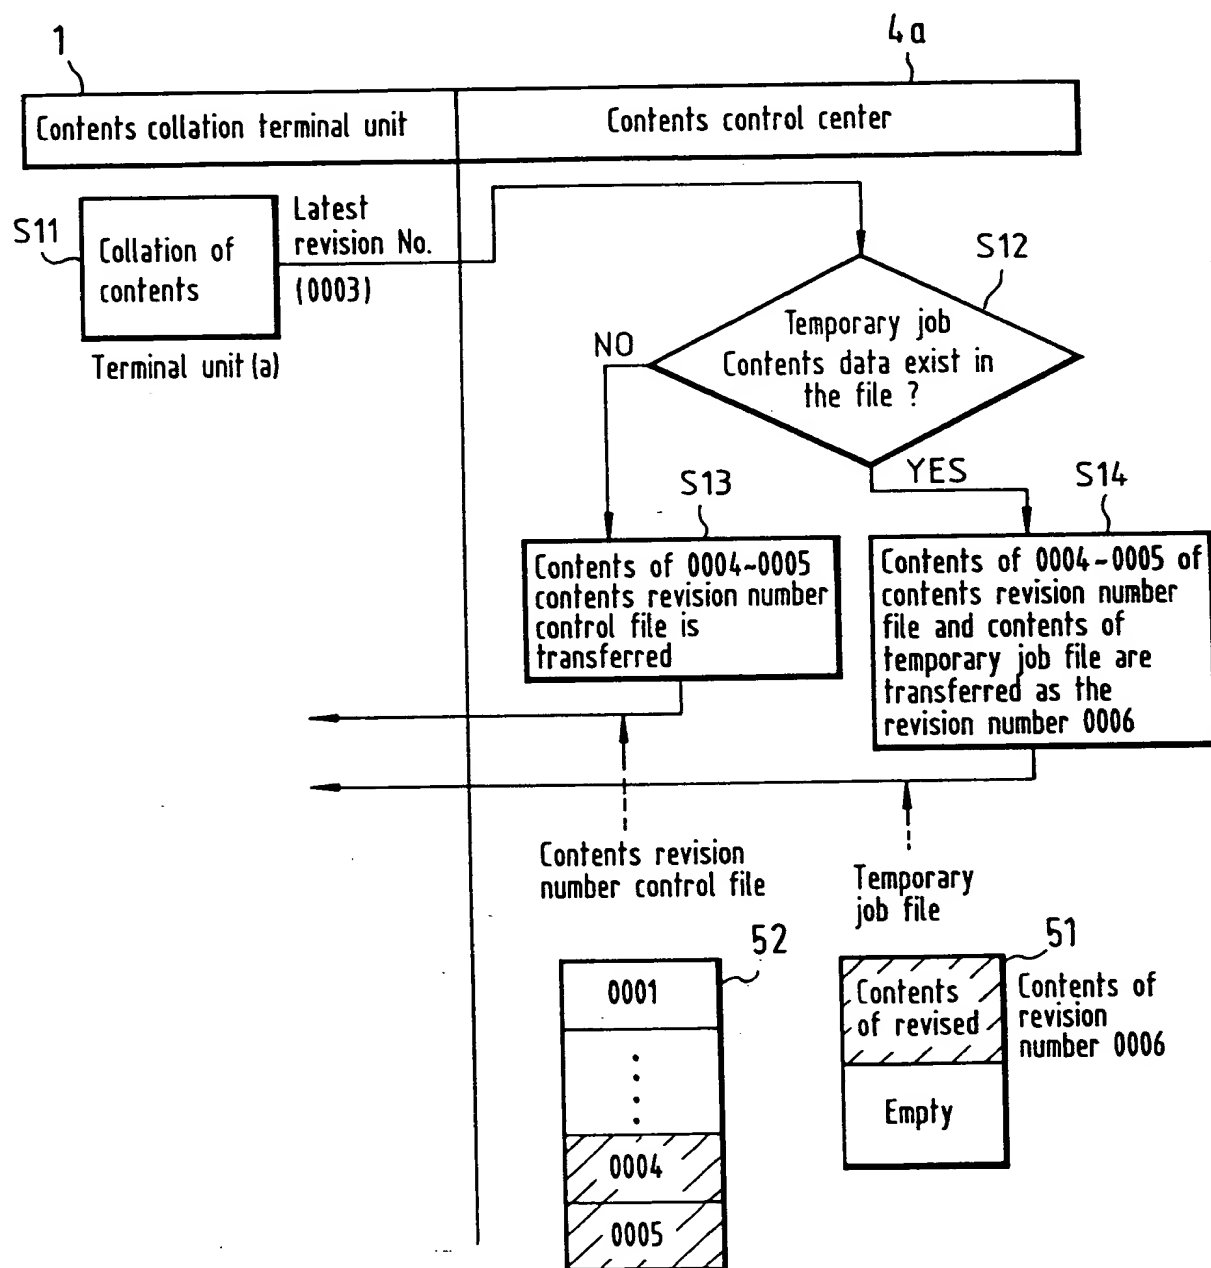 1
4a
Contents collation terminal unit
Contents control center
S11
Collation of
contents
Latest
revision No.
(0003)
Terminal unit (a)
S12
Temporary job
Contents data exist in
the file ?
NO
YES
S13
Contents of 0004~0005
contents revision number
control file is
transferred
S14
Contents of 0004~0005 of
contents revision number
file and contents of
temporary job file are
transferred as the
revision number 0006
Contents revision
number control file
Temporary
job file
52
0001
0004
0005
51
Contents
of revised
Empty
Contents of
revision
number 0006